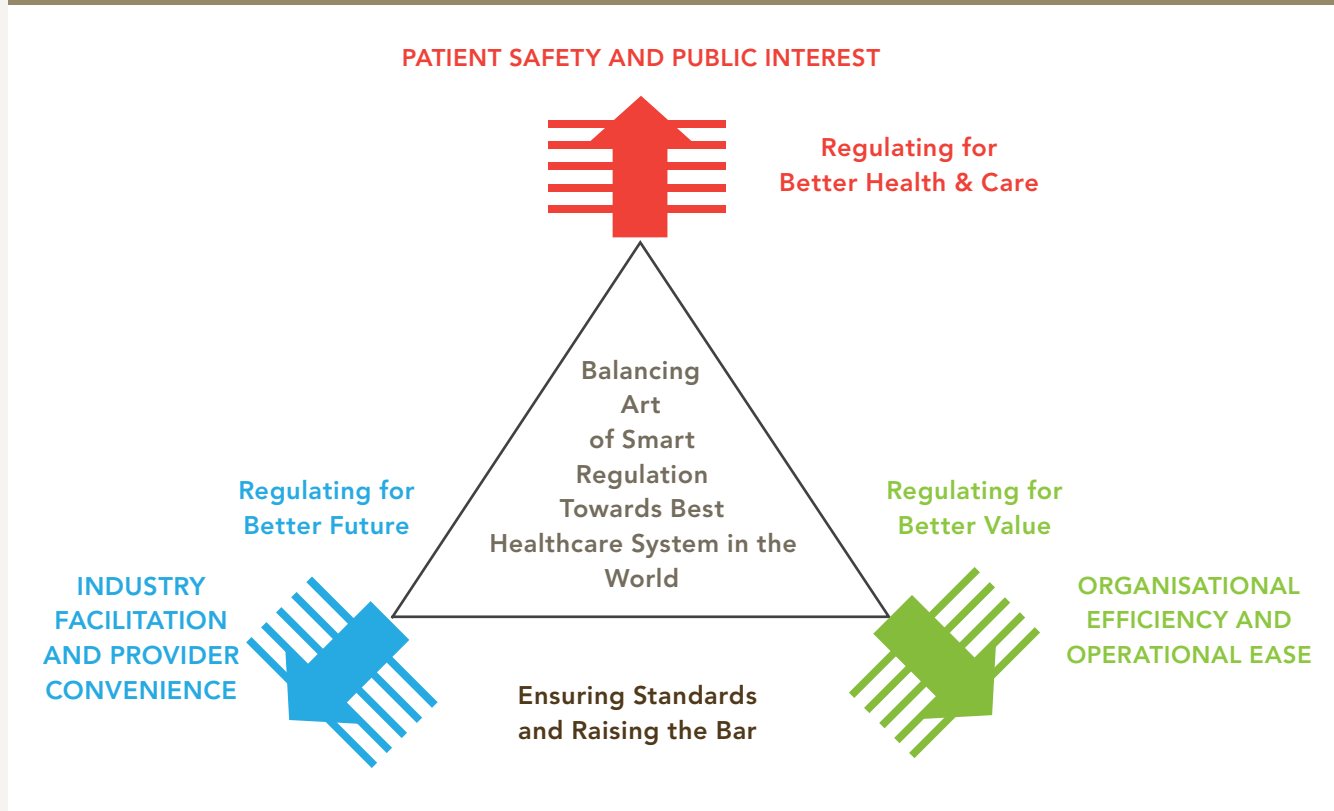 PATIENT SAFETY AND PUBLIC INTEREST
Regulating for
Better Health & Care
Balancing
Art
of Smart
Regulation
Towards Best
Healthcare System in the
World
Regulating for
Better Future
INDUSTRY
FACILITATION
AND PROVIDER
CONVENIENCE
Regulating for
Better Value
ORGANISATIONAL
EFFICIENCY AND
OPERATIONAL EASE
Ensuring Standards
and Raising the Bar